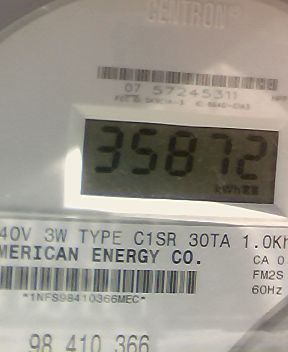 CENTRON®
07 57245311
35872
kWh
40V 3W TYPE C1SR 30TA 1.0Kh
MERICAN ENERGY CO.
CA 0
FM2S
*1NFS98410366MEC*
60Hz
98 410 366